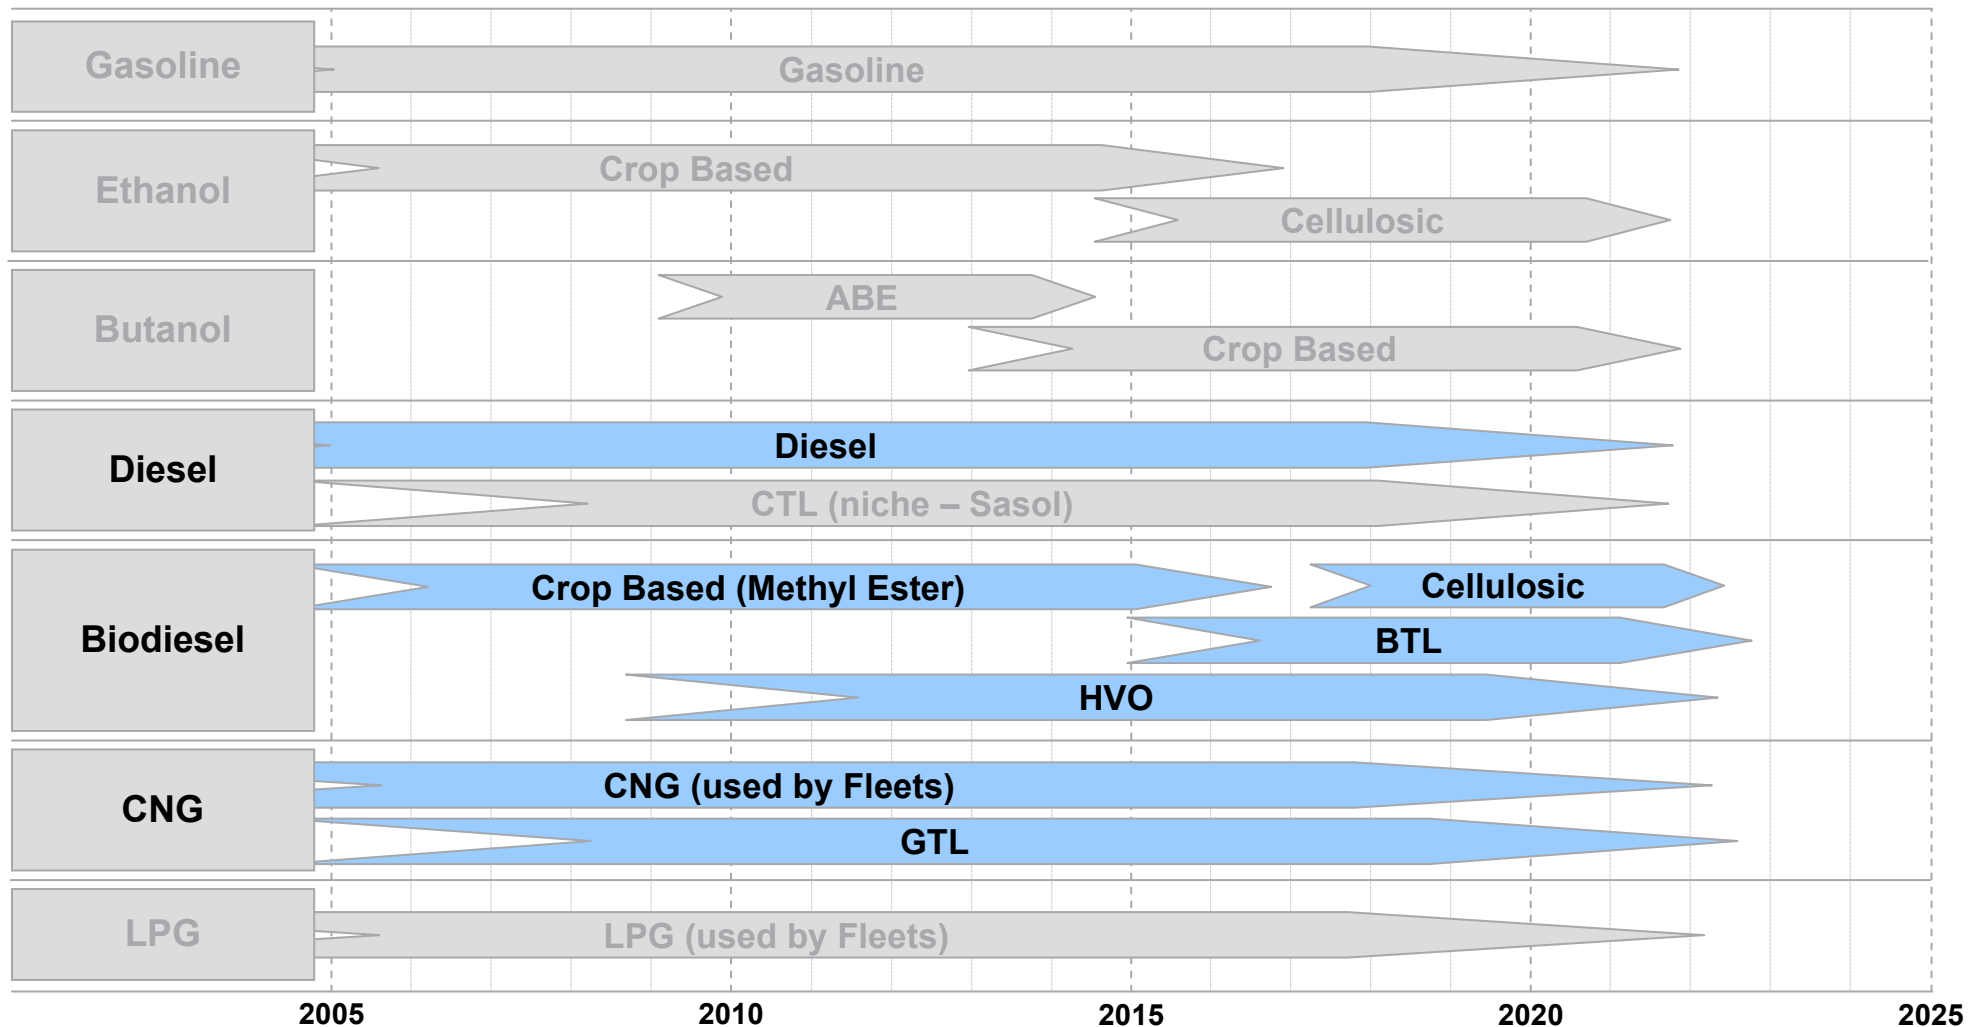 Gasoline
Gasoline
Ethanol
Crop Based
Cellulosic
Butanol
ABE
Crop Based
Diesel
Diesel
CTL (niche – Sasol)
Biodiesel
Crop Based (Methyl Ester)
Cellulosic
BTL
HVO
CNG
CNG (used by Fleets)
GTL
LPG
LPG (used by Fleets)
2005 2010 2015 2020 2025